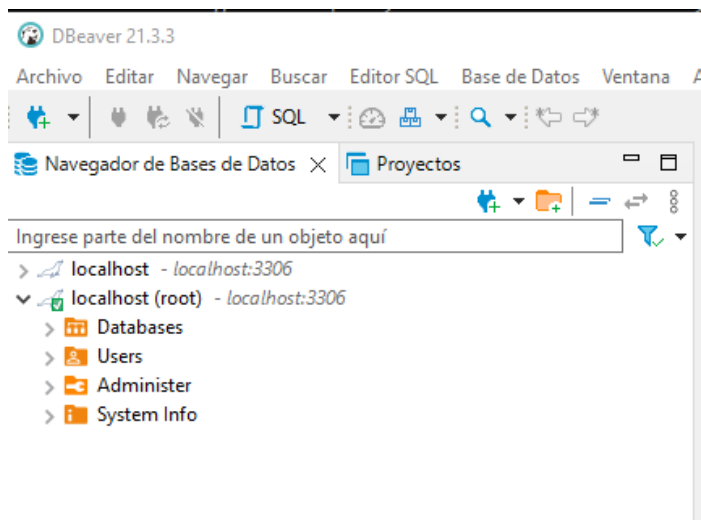 DBeaver 21.3.3
Archivo Editar Navegar Buscar Editor SQL Base de Datos Ventana A
SQL
Navegador de Bases de Datos Proyectos
Ingrese parte del nombre de un objeto aquí
localhost - localhost:3306
localhost (root) - localhost:3306
Databases
Users
Administer
System Info